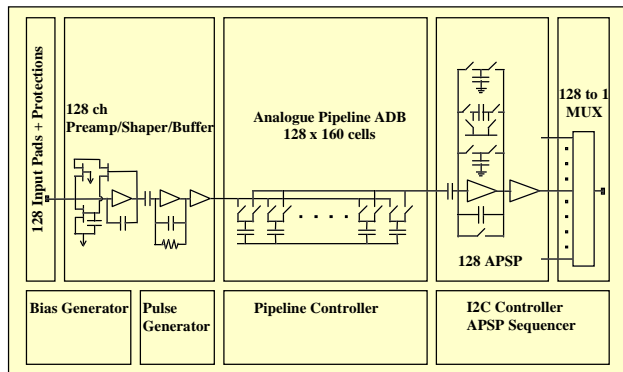 128 Input Pads + Protections
128 ch
Preamp/Shaper/Buffer
Analogue Pipeline ADB
128 x 160 cells
128 APSP
128 to 1
MUX
Bias Generator
Pulse
Generator
Pipeline Controller
I2C Controller
APSP Sequencer